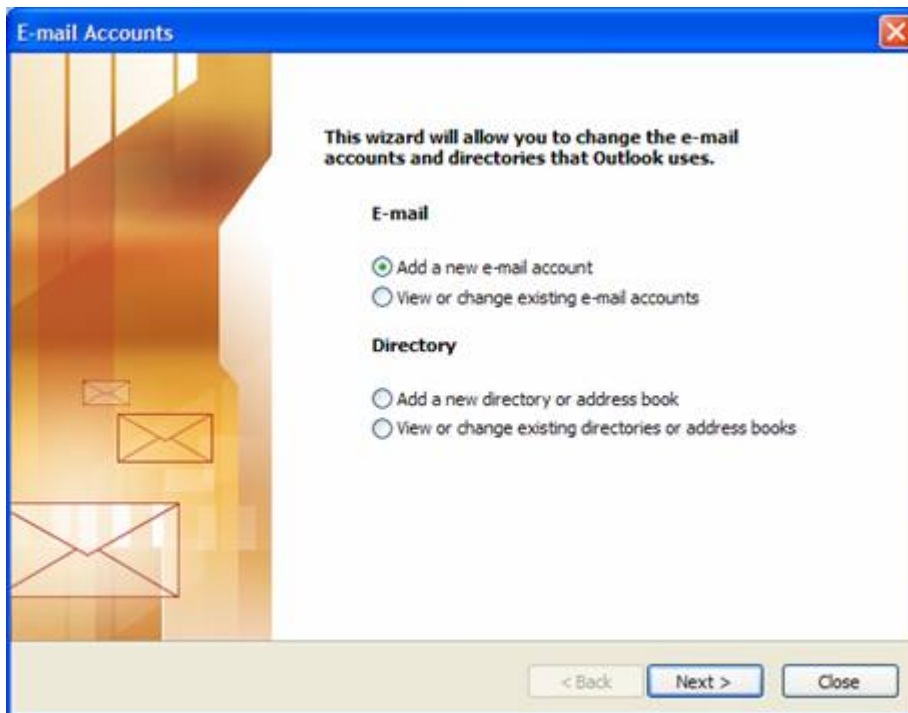 E-mail Accounts
This wizard will allow you to change the e-mail
accounts and directories that Outlook uses.
E-mail
Add a new e-mail account
View or change existing e-mail accounts
Directory
Add a new directory or address book
View or change existing directories or address books
< Back
Next >
Close